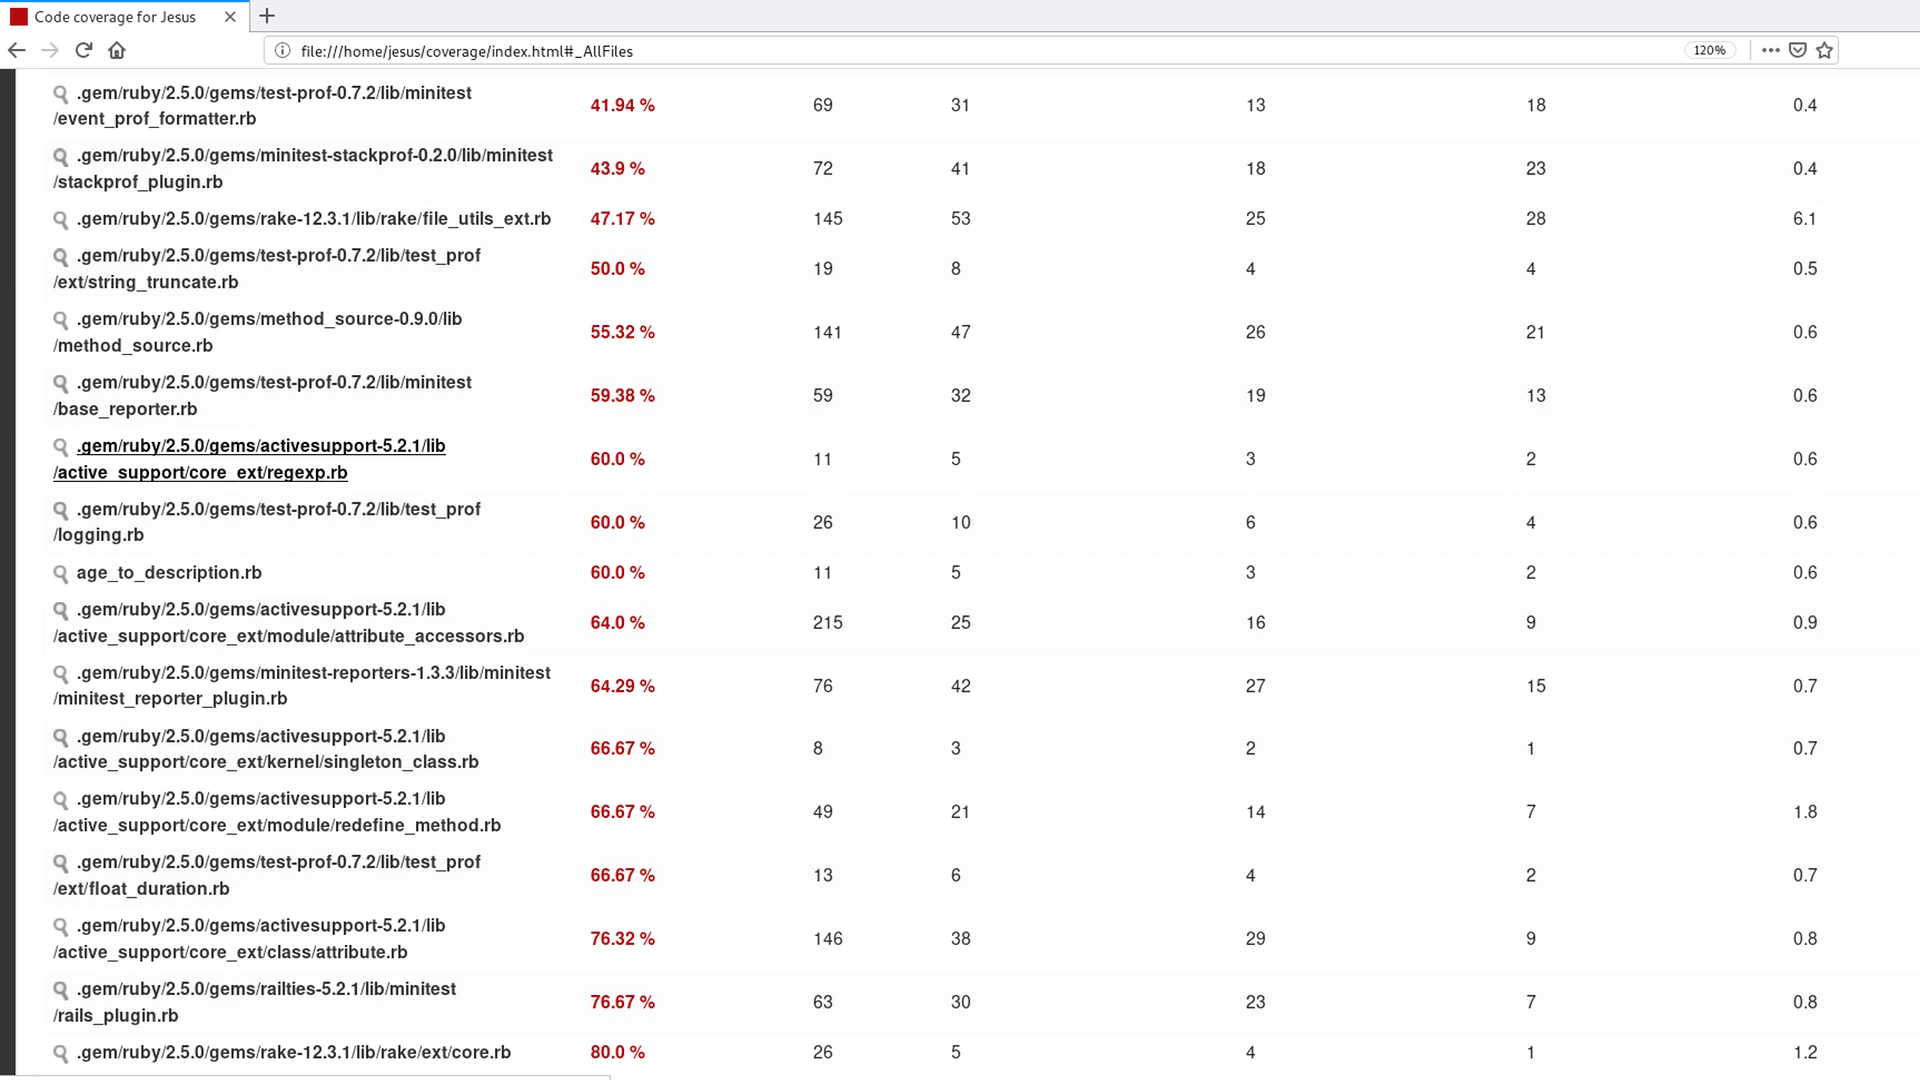 Code coverage for Jesus
file:///home/jesus/coverage/index.html#_AllFiles 120%
.gem/ruby/2.5.0/gems/test-prof-0.7.2/lib/minitest
/event_prof_formatter.rb 41.94 % 69 31 13 18 0.4
.gem/ruby/2.5.0/gems/minitest-stackprof-0.2.0/lib/minitest
/stackprof_plugin.rb 43.9 % 72 41 18 23 0.4
.gem/ruby/2.5.0/gems/rake-12.3.1/lib/rake/file_utils_ext.rb 47.17 % 145 53 25 28 6.1
.gem/ruby/2.5.0/gems/test-prof-0.7.2/lib/test_prof
/ext/string_truncate.rb 50.0 % 19 8 4 4 0.5
.gem/ruby/2.5.0/gems/method_source-0.9.0/lib
/method_source.rb 55.32 % 141 47 26 21 0.6
.gem/ruby/2.5.0/gems/test-prof-0.7.2/lib/minitest
/base_reporter.rb 59.38 % 59 32 19 13 0.6
.gem/ruby/2.5.0/gems/activesupport-5.2.1/lib
/active_support/core_ext/regexp.rb 60.0 % 11 5 3 2 0.6
.gem/ruby/2.5.0/gems/test-prof-0.7.2/lib/test_prof
/logging.rb 60.0 % 26 10 6 4 0.6
age_to_description.rb 60.0 % 11 5 3 2 0.6
.gem/ruby/2.5.0/gems/activesupport-5.2.1/lib
/active_support/core_ext/module/attribute_accessors.rb 64.0 % 215 25 16 9 0.9
.gem/ruby/2.5.0/gems/minitest-reporters-1.3.3/lib/minitest
/minitest_reporter_plugin.rb 64.29 % 76 42 27 15 0.7
.gem/ruby/2.5.0/gems/activesupport-5.2.1/lib
/active_support/core_ext/kernel/singleton_class.rb 66.67 % 8 3 2 1 0.7
.gem/ruby/2.5.0/gems/activesupport-5.2.1/lib
/active_support/core_ext/module/redefine_method.rb 66.67 % 49 21 14 7 1.8
.gem/ruby/2.5.0/gems/test-prof-0.7.2/lib/test_prof
/ext/float_duration.rb 66.67 % 13 6 4 2 0.7
.gem/ruby/2.5.0/gems/activesupport-5.2.1/lib
/active_support/core_ext/class/attribute.rb 76.32 % 146 38 29 9 0.8
.gem/ruby/2.5.0/gems/railties-5.2.1/lib/minitest
/rails_plugin.rb 76.67 % 63 30 23 7 0.8
.gem/ruby/2.5.0/gems/rake-12.3.1/lib/rake/ext/core.rb 80.0 % 26 5 4 1 1.2